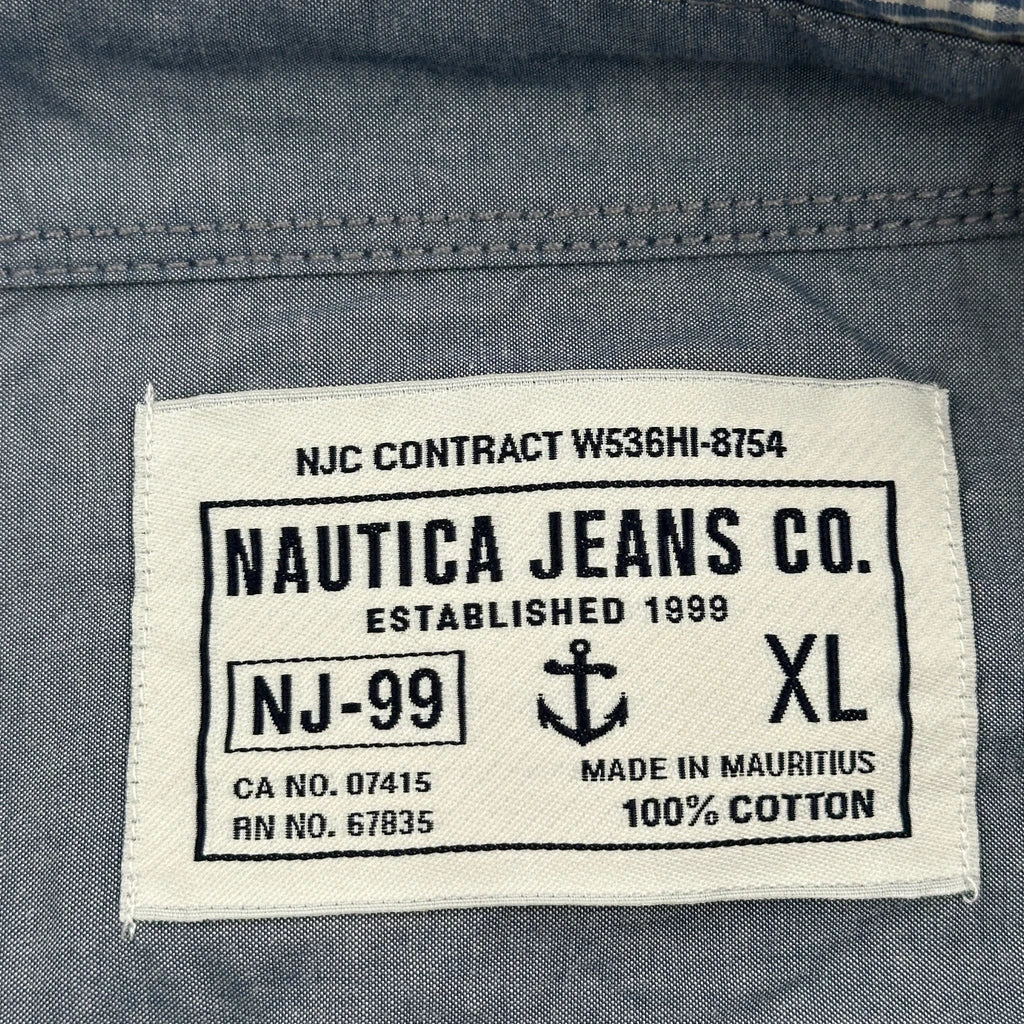 NJC CONTRACT W536HI-8754
NAUTICA JEANS CO.
ESTABLISHED 1999
NJ-99
XL
CA NO. 07415
RN NO. 67835
MADE IN MAURITIUS
100% COTTON